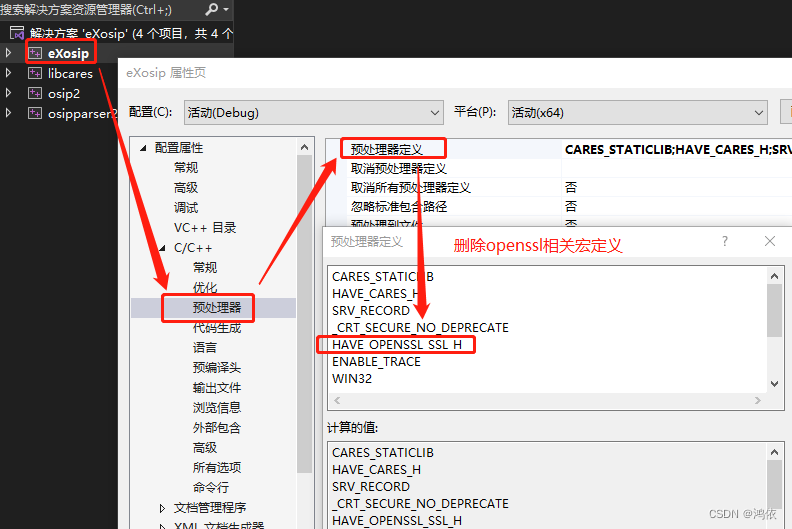 搜索解决方案资源管理器(Ctrl+;)
解决方案 'eXosip' (4 个项目，共 4 个
eXosip
libcares
osip2
osipparser2
eXosip 属性页
配置(C):
活动(Debug)
平台(P):
活动(x64)
配置属性
常规
高级
调试
VC++ 目录
C/C++
常规
优化
预处理器
代码生成
语言
预编译头
输出文件
浏览信息
外部包含
高级
所有选项
命令行
文档管理程序
XML 文档生成器
预处理器定义
CARES_STATICLIB;HAVE_CARES_H;SRV
取消预处理器定义
取消所有预处理器定义
否
忽略标准包含路径
否
预处理到文件
否
预处理器定义
?
删除openssl相关宏定义
CARES_STATICLIB
HAVE_CARES_H
SRV_RECORD
_CRT_SECURE_NO_DEPRECATE
HAVE_OPENSSL_SSL_H
ENABLE_TRACE
WIN32
计算的值:
CARES_STATICLIB
HAVE_CARES_H
SRV_RECORD
_CRT_SECURE_NO_DEPRECATE
HAVE_OPENSSL_SSL_H
CSDN @鸿依